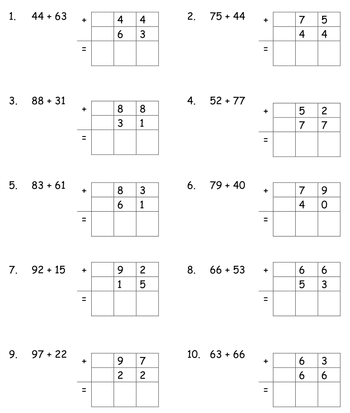 1. 44 + 63
+ 4 4
6 3
=
2. 75 + 44
+ 7 5
4 4
=
3. 88 + 31
+ 8 8
3 1
=
4. 52 + 77
+ 5 2
7 7
=
5. 83 + 61
+ 8 3
6 1
=
6. 79 + 40
+ 7 9
4 0
=
7. 92 + 15
+ 9 2
1 5
=
8. 66 + 53
+ 6 6
5 3
=
9. 97 + 22
+ 9 7
2 2
=
10. 63 + 66
+ 6 3
6 6
=